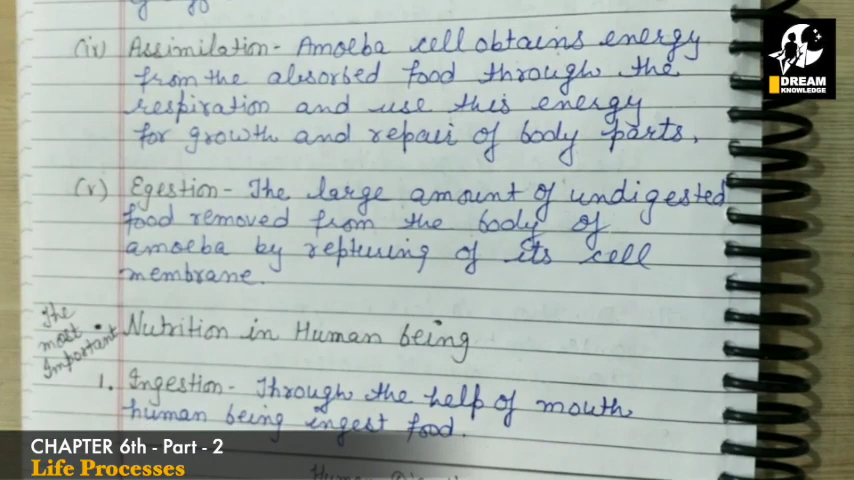 (iv) Assimilation - Amoeba cell obtains energy
from the absorbed food through the
respiration and use this energy
for growth and repair of body parts.
(v) Egestion - The large amount of undigested
food removed from the body of
amoeba by repturing of its cell
membrane.
The
most
Important
• Nutrition in Human being
1. Ingestion - Through the help of mouth
human being ingest food.
DREAM
KNOWLEDGE
CHAPTER 6th - Part - 2
Life Processes